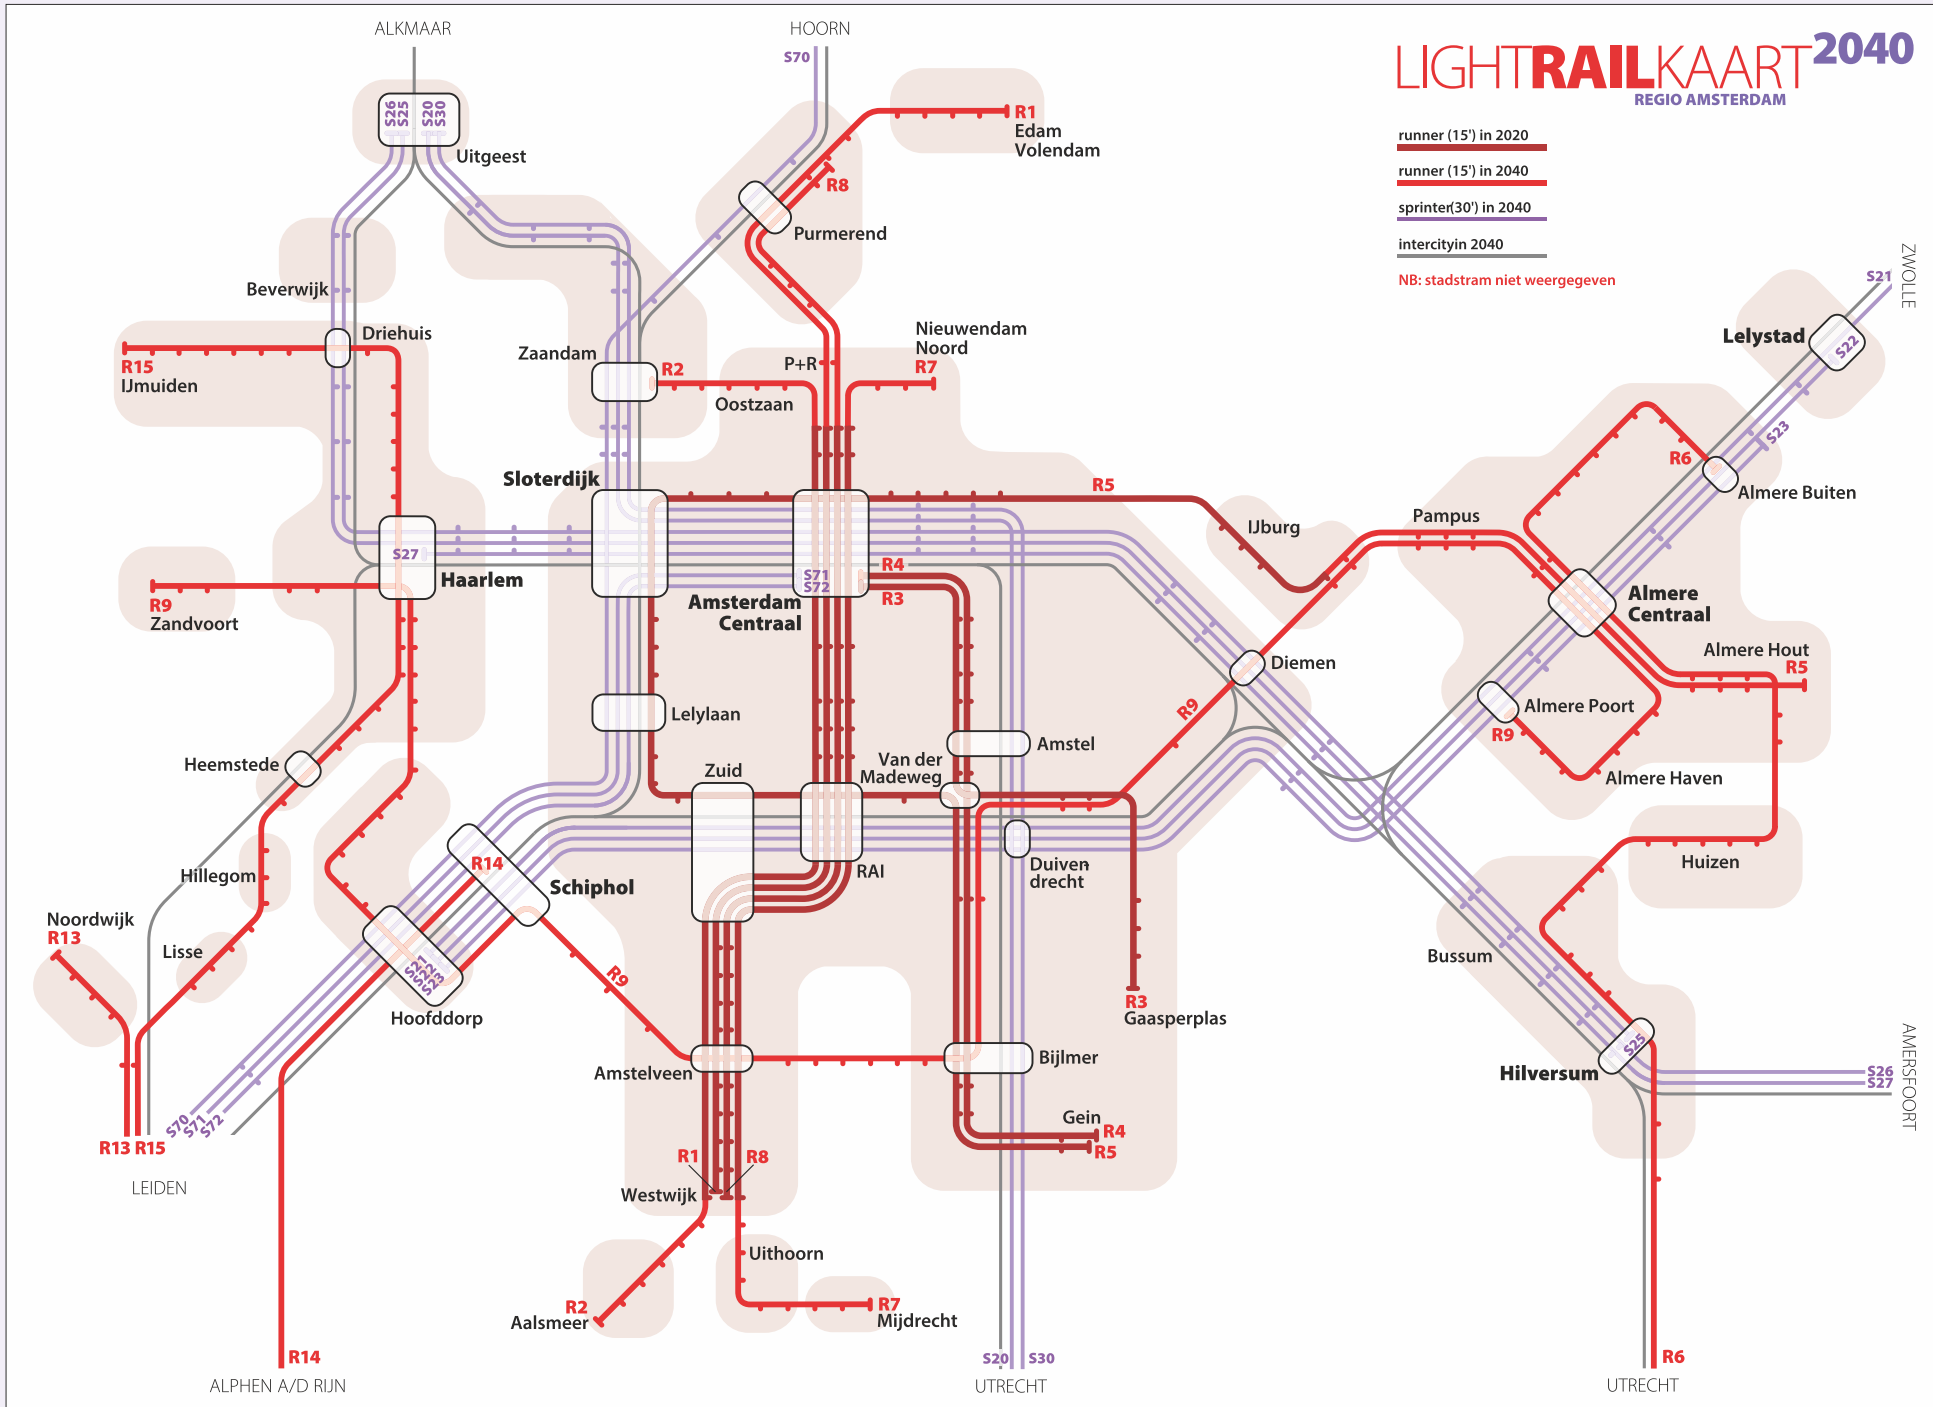 ALKMAAR
HOORN
S70
LIGHTRAILKAART2040
REGIO AMSTERDAM
runner (15') in 2020
runner (15') in 2040
sprinter(30') in 2040
intercityin 2040
NB: stadstram niet weergegeven
S26
S25
S20
S30
Uitgeest
R1
Edam
Volendam
R8
Purmerend
ZWOLLE
S21
Lelystad
S22
S23
Beverwijk
Driehuis
R15
IJmuiden
Zaandam
R2
Oostzaan
P+R
Nieuwendam
Noord
R7
R6
Almere Buiten
Sloterdijk
R5
IJburg
Pampus
S27
Haarlem
R4
S71
S72
R3
Amsterdam
Centraal
R9
Zandvoort
Almere
Centraal
Almere Hout
R5
Diemen
Lelylaan
R9
Almere Poort
R9
Almere Haven
Heemstede
Zuid
Van der
Madeweg
Amstel
Hillegom
R14
Schiphol
RAI
Duiven
drecht
Huizen
Noordwijk
R13
Lisse
S21
S22
S23
Hoofddorp
R9
R3
Gaasperplas
Bussum
AMERSFOORT
Amstelveen
Bijlmer
S25
Hilversum
S26
S27
R13
R15
S70
S71
S72
LEIDEN
Gein
R4
R5
R1
R8
Westwijk
Uithoorn
R2
Aalsmeer
R7
Mijdrecht
R14
ALPHEN A/D RIJN
S20
S30
UTRECHT
R6
UTRECHT